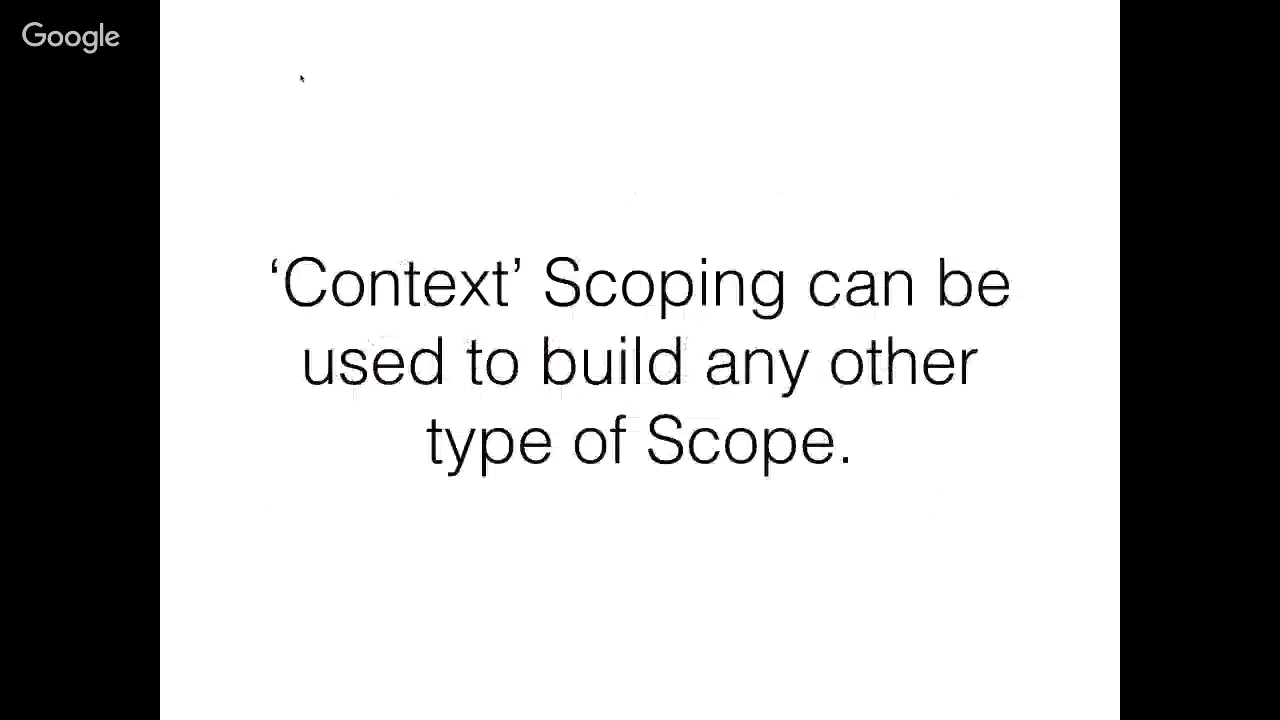 Google
‘Context’ Scoping can be
used to build any other
type of Scope.